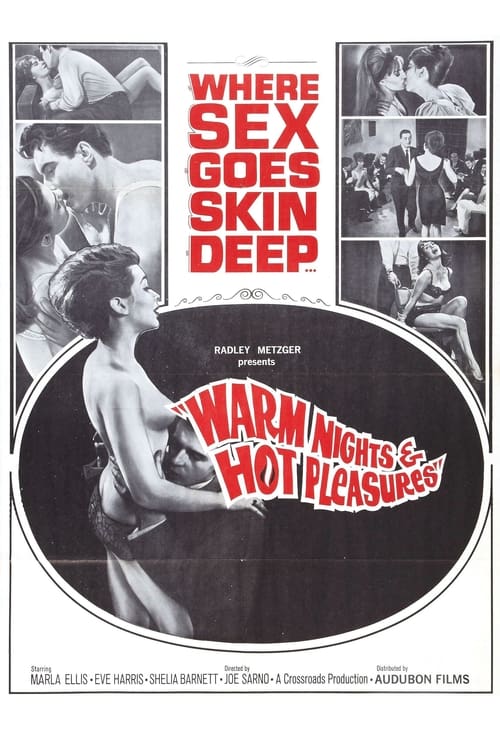 WHERE
SEX
GOES
SKIN
DEEP...
RADLEY METZGER
presents
"WARM NIGHTS &
HOT PLEASURES"
Starring
MARLA ELLIS · EVE HARRIS · SHELIA BARNETT ·
Directed by
JOE SARNO · A Crossroads Production ·
Distributed by
AUDUBON FILMS